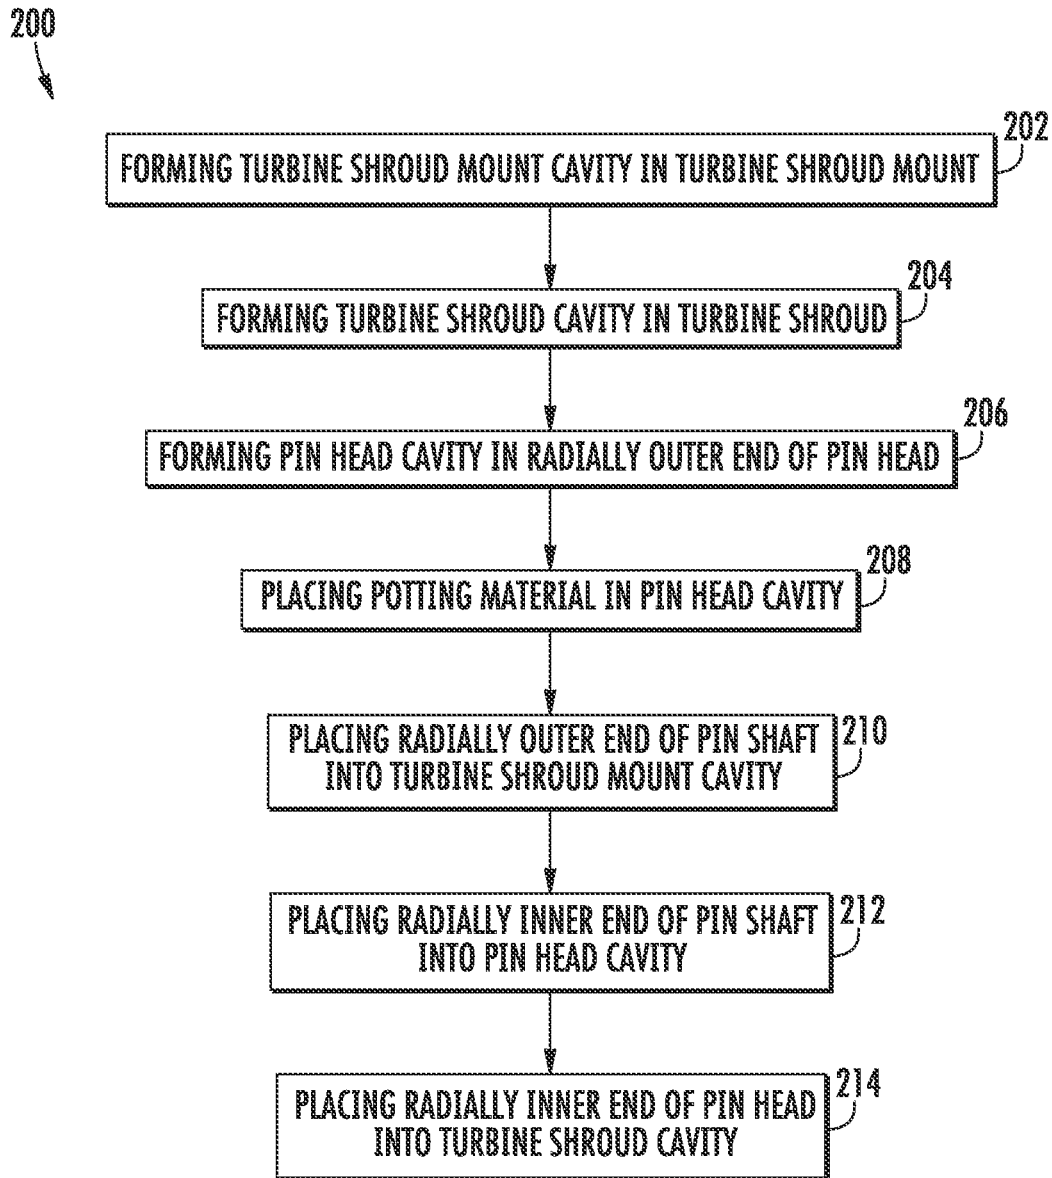 200
202
FORMING TURBINE SHROUD MOUNT CAVITY IN TURBINE SHROUD MOUNT
204
FORMING TURBINE SHROUD CAVITY IN TURBINE SHROUD
206
FORMING PIN HEAD CAVITY IN RADIALLY OUTER END OF PIN HEAD
208
PLACING POTTING MATERIAL IN PIN HEAD CAVITY
210
PLACING RADIALLY OUTER END OF PIN SHAFT
INTO TURBINE SHROUD MOUNT CAVITY
212
PLACING RADIALLY INNER END OF PIN SHAFT
INTO PIN HEAD CAVITY
214
PLACING RADIALLY INNER END OF PIN HEAD
INTO TURBINE SHROUD CAVITY